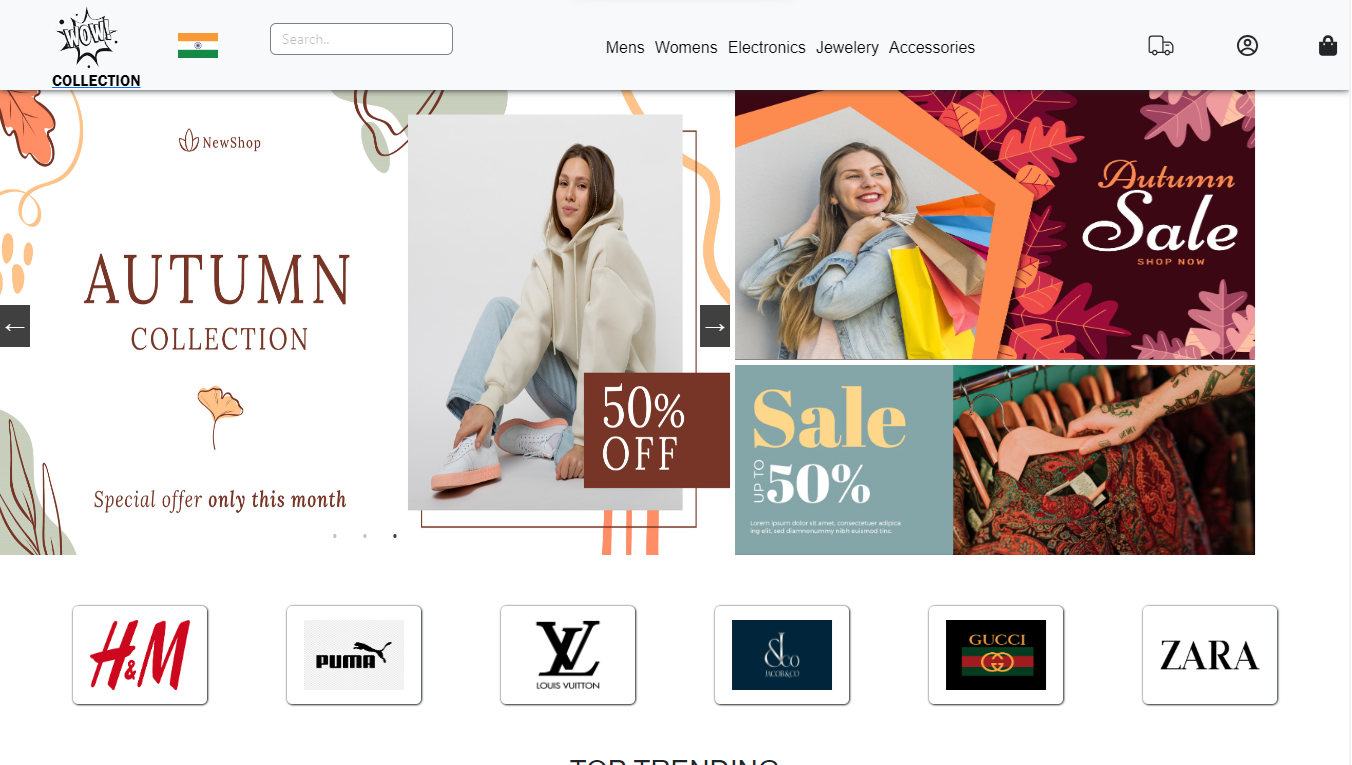 WOW!
COLLECTION
Search..
Mens Womens Electronics Jewelery Accessories
NewShop
AUTUMN
COLLECTION
Special offer only this month
50%
OFF
←
→
Autumn
Sale
SHOP NOW
Sale
UP TO
50%
Lorem ipsum dolor sit amet, consectetuer adipica
ing elit, sed diamnonummy nibh euismod tinc.
H&M
PUMA
LV
LOUIS VUITTON
J&CO
JACOB&CO
GUCCI
ZARA
TOP TRENDING